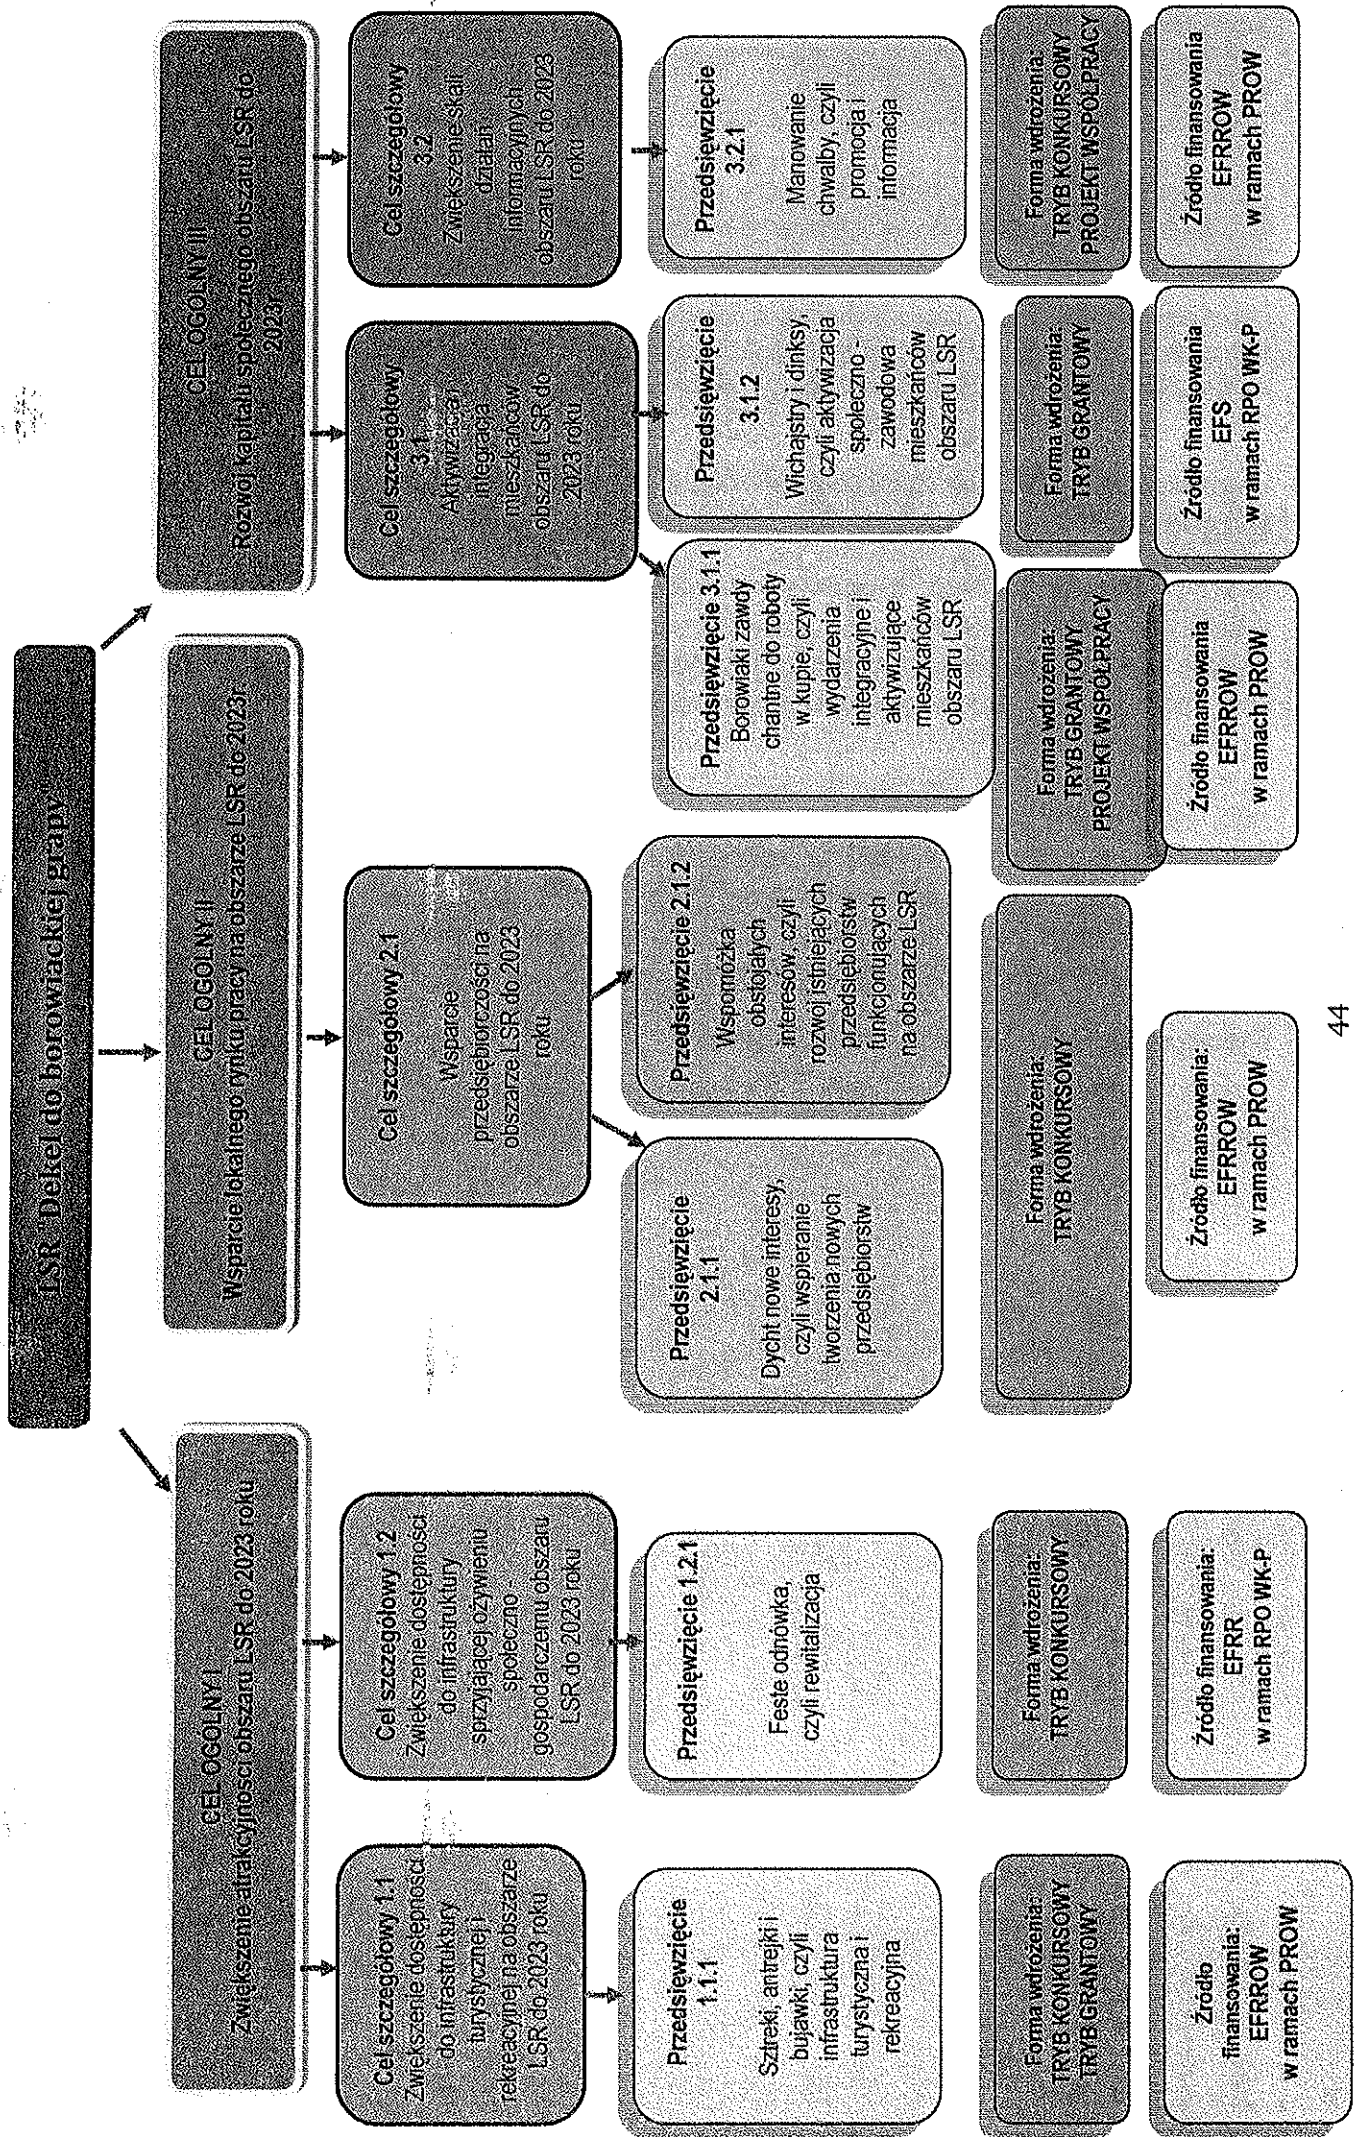 LSR "Dekel do borowiackiej grapy"
CEL OGÓLNY I
Zwiększenie atrakcyjności obszaru LSR do 2023 roku
CEL OGÓLNY II
Wsparcie lokalnego rynku pracy na obszarze LSR do 2023r
CEL OGÓLNY III
Rozwój kapitału społecznego obszaru LSR do
2023r
Cel szczegółowy 1.1
Zwiększenie dostępności
do infrastruktury
turystycznej i
rekreacyjnej na obszarze
LSR do 2023 roku
Cel szczegółowy 1.2
Zwiększenie dostępności
do infrastruktury
sprzyjającej ożywieniu
społeczno -
gospodarczemu obszaru
LSR do 2023 roku
Cel szczegółowy 2.1
Wsparcie
przedsiębiorczości na
obszarze LSR do 2023
roku
Cel szczegółowy
3.1
Aktywizacja i
integracja
mieszkańców
obszaru LSR do
2023 roku
Cel szczegółowy
3.2
Zwiększenie skali
działań
informacyjnych
obszaru LSR do 2023
roku
Przedsięwzięcie
1.1.1
Sztreki, antrejki i
bujawki, czyli
infrastruktura
turystyczna i
rekreacyjna
Przedsięwzięcie 1.2.1
Feste odnówka,
czyli rewitalizacja
Przedsięwzięcie
2.1.1
Dycht nowe interesy,
czyli wspieranie
tworzenia nowych
przedsiębiorstw
Przedsięwzięcie 2.1.2
Wspomożka
obstojałych
interesów, czyli
rozwój istniejących
przedsiębiorstw
funkcjonujących
na obszarze LSR
Przedsięwzięcie 3.1.1
Borowiaki zawdy
chantne do roboty
w kupie, czyli
wydarzenia
integracyjne i
aktywizujące
mieszkańców
obszaru LSR
Przedsięwzięcie
3.1.2
Wichajstry i dinksy,
czyli aktywizacja
społeczno -
zawodowa
mieszkańców
obszaru LSR
Przedsięwzięcie
3.2.1
Manowanie
chwalby, czyli
promocja i
informacja
Forma wdrożenia:
TRYB KONKURSOWY
TRYB GRANTOWY
Forma wdrożenia:
TRYB KONKURSOWY
Forma wdrożenia:
TRYB KONKURSOWY
Forma wdrożenia:
TRYB GRANTOWY
PROJEKT WSPÓŁPRACY
Forma wdrożenia:
TRYB GRANTOWY
Forma wdrożenia:
TRYB KONKURSOWY
PROJEKT WSPÓŁPRACY
Źródło
finansowania:
EFRROW
w ramach PROW
Źródło finansowania:
EFRR
w ramach RPO WK-P
Źródło finansowania:
EFRROW
w ramach PROW
Źródło finansowania
EFRROW
w ramach PROW
Źródło finansowania
EFS
w ramach RPO WK-P
Źródło finansowania
EFRROW
w ramach PROW
44